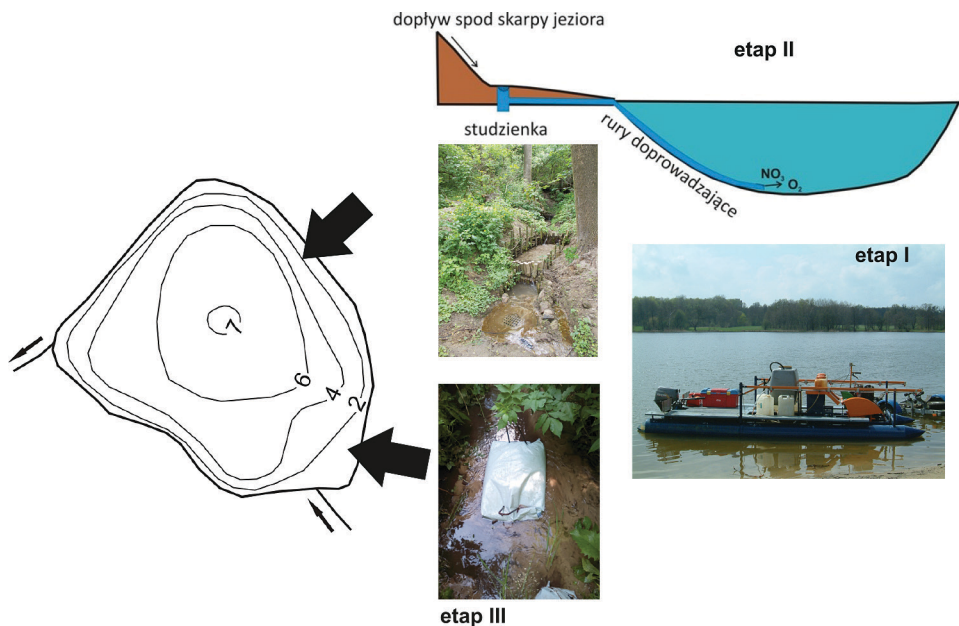 dopływ spod skarpy jeziora
etap II
studzienka
rury doprowadzające
NO₃
O₂
etap I
7
6
4
2
etap III